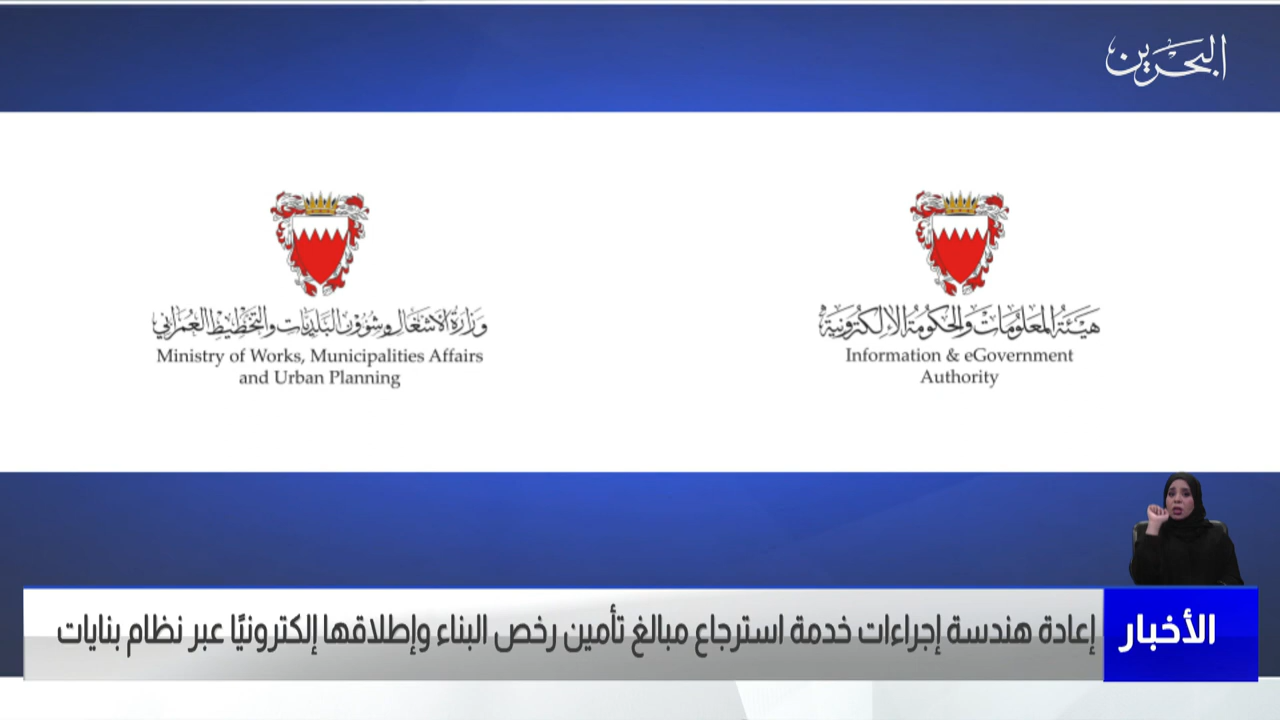 البحرين
هيئة المعلومات والحكومة الإلكترونية
Information & eGovernment
Authority
وزارة الأشغال وشؤون البلديات والتخطيط العمراني
Ministry of Works, Municipalities Affairs
and Urban Planning
الأخبار
إعادة هندسة إجراءات خدمة استرجاع مبالغ تأمين رخص البناء وإطلاقها إلكترونيًا عبر نظام بنايات